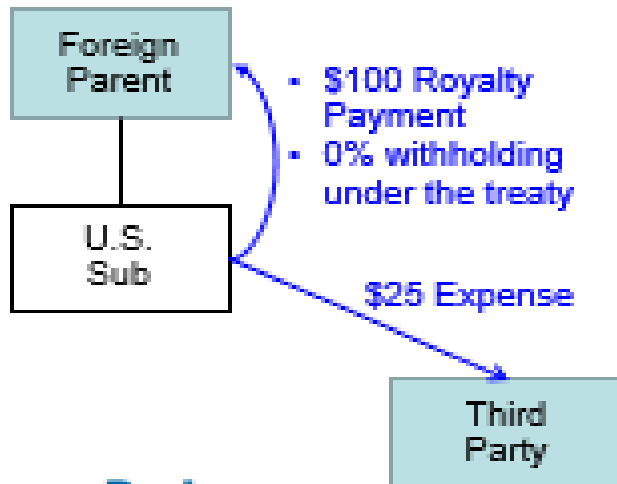 Foreign
Parent
• $100 Royalty
Payment
• 0% withholding
under the treaty
U.S.
Sub
$25 Expense
Third
Party